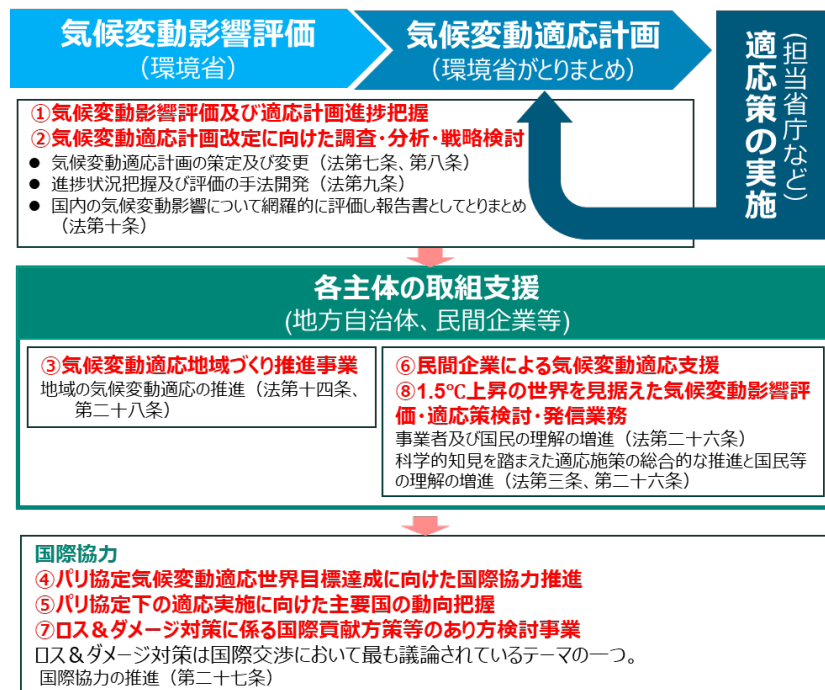 気候変動影響評価
（環境省）
気候変動適応計画
（環境省がとりまとめ）
適応策の実施
（担当省庁など）
①気候変動影響評価及び適応計画進捗把握
②気候変動適応計画改定に向けた調査・分析・戦略検討
● 気候変動適応計画の策定及び変更（法第七条、第八条）
● 進捗状況把握及び評価の手法開発（法第九条）
● 国内の気候変動影響について網羅的に評価し報告書としてとりまとめ
（法第十条）
各主体の取組支援
(地方自治体、民間企業等)
③気候変動適応地域づくり推進事業
地域の気候変動適応の推進（法第十四条、
第二十八条）
⑥民間企業による気候変動適応支援
⑧1.5℃上昇の世界を見据えた気候変動影響評
価・適応策検討・発信業務
事業者及び国民の理解の増進（法第二十六条）
科学的知見を踏まえた適応施策の総合的な推進と国民等
の理解の増進（法第三条、第二十六条）
国際協力
④パリ協定気候変動適応世界目標達成に向けた国際協力推進
⑤パリ協定下の適応実施に向けた主要国の動向把握
⑦ロス＆ダメージ対策に係る国際貢献方策等のあり方検討事業
ロス＆ダメージ対策は国際交渉において最も議論されているテーマの一つ。
国際協力の推進（第二十七条）